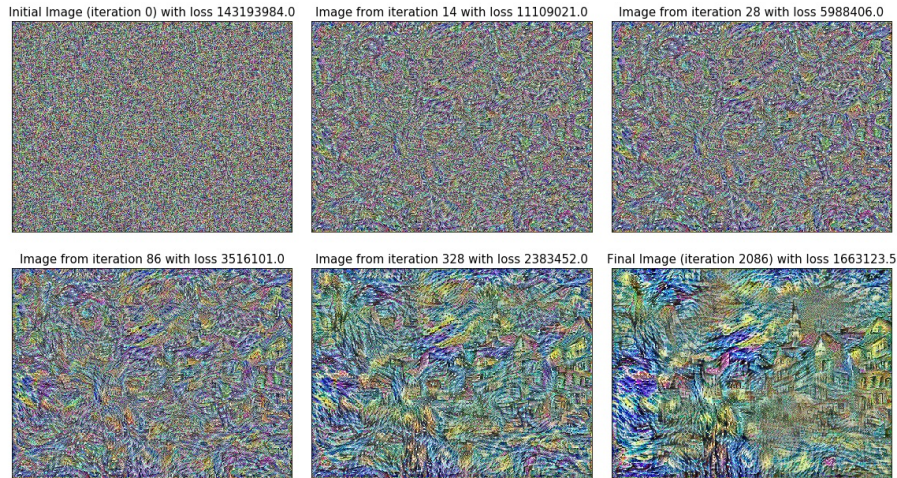 Initial Image (iteration 0) with loss 143193984.0
Image from iteration 14 with loss 11109021.0
Image from iteration 28 with loss 5988406.0
Image from iteration 86 with loss 3516101.0
Image from iteration 328 with loss 2383452.0
Final Image (iteration 2086) with loss 1663123.5